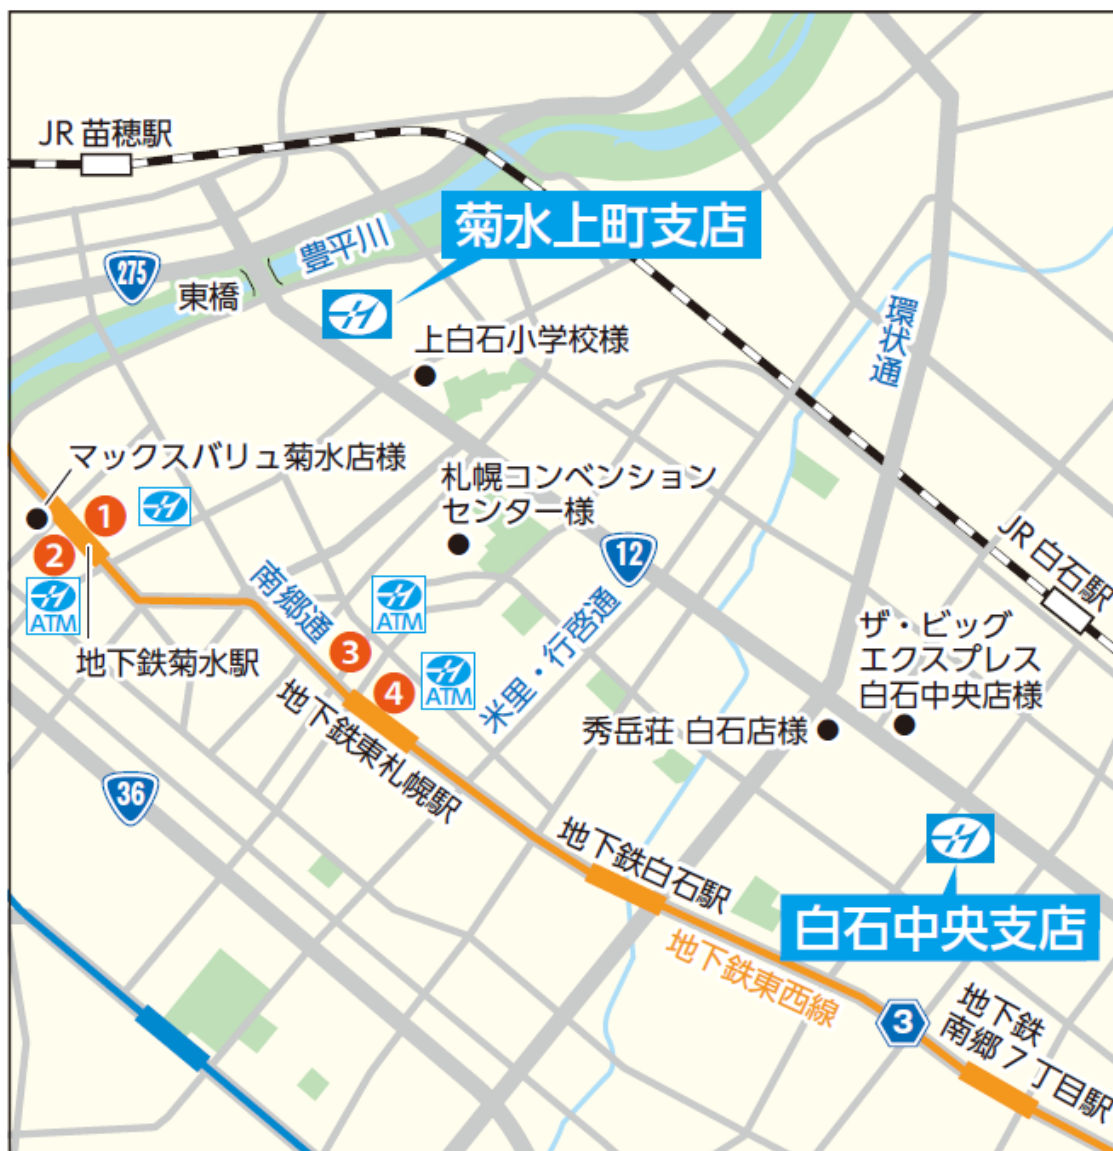 JR 苗穂駅
菊水上町支店
275
豊平川
東橋
環状通
上白石小学校様
マックスバリュ菊水店様
札幌コンベンション
センター様
1
2
ATM
12
JR 白石駅
南郷通
ATM
地下鉄菊水駅
3
4
ATM
米里・行啓通
ザ・ビッグ
エクスプレス
白石中央店様
秀岳荘 白石店様
地下鉄東札幌駅
36
地下鉄白石駅
白石中央支店
地下鉄東西線
3
地下鉄
南郷7丁目駅